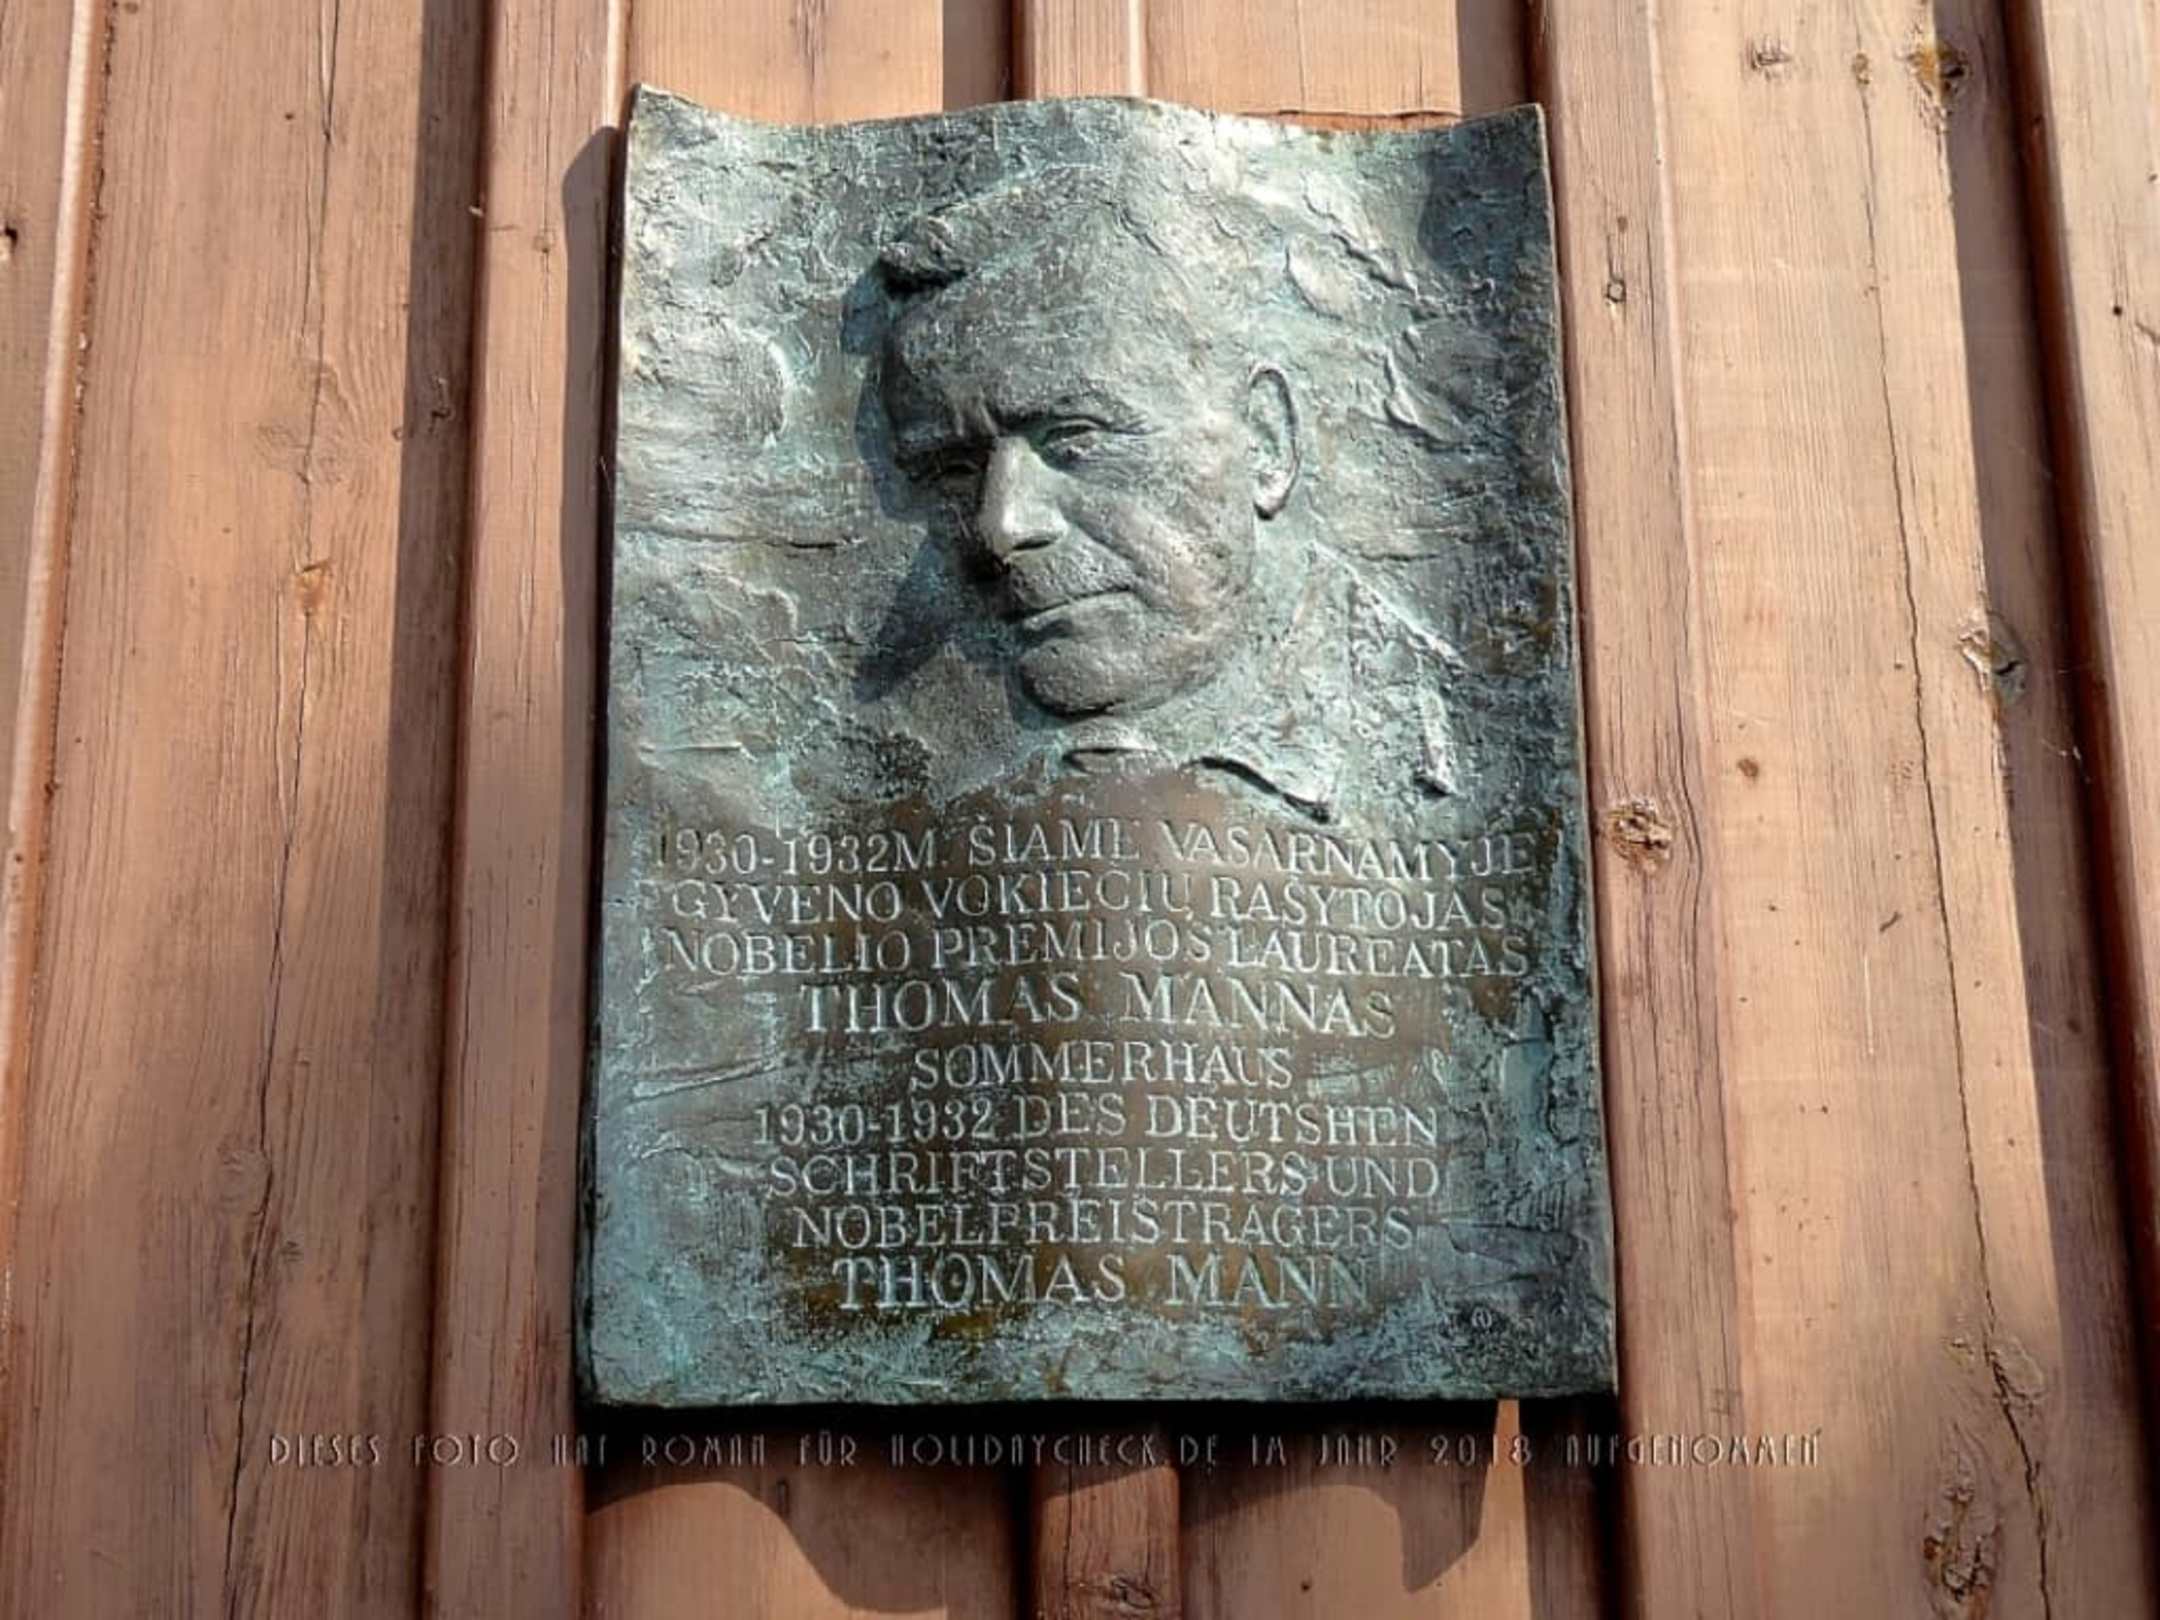 1930-1932M. ŠIAME VASARNAMYJE
GYVENO VOKIEČIŲ RAŠYTOJAS
NOBELIO PREMIJOS LAUREATAS
THOMAS MANNAS
SOMMERHAUS
1930-1932 DES DEUTSHEN
SCHRIFTSTELLERS UND
NOBELPREISTRAGERS
THOMAS MANN
DIESES FOTO HAT ROMAN FÜR HOLIDAYCHECK.DE IM JAHR 2018 AUFGENOMMEN